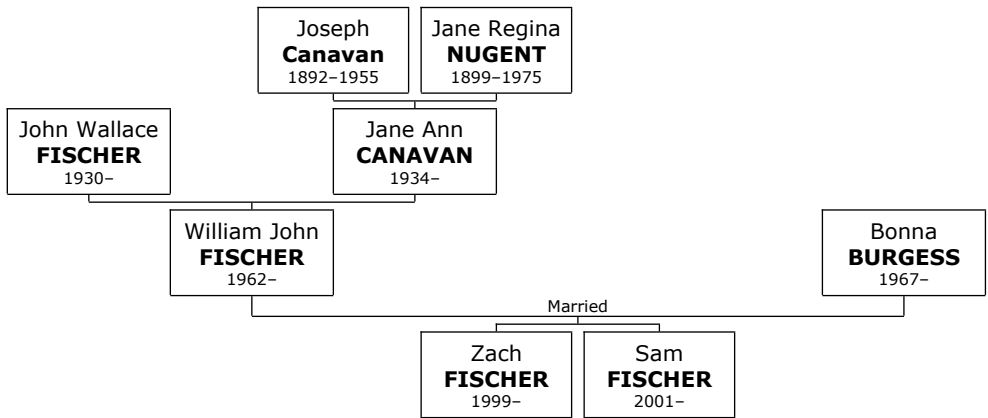 Joseph
Canavan
1892–1955
Jane Regina
NUGENT
1899–1975
John Wallace
FISCHER
1930–
Jane Ann
CANAVAN
1934–
William John
FISCHER
1962–
Bonna
BURGESS
1967–
Married
Zach
FISCHER
1999–
Sam
FISCHER
2001–